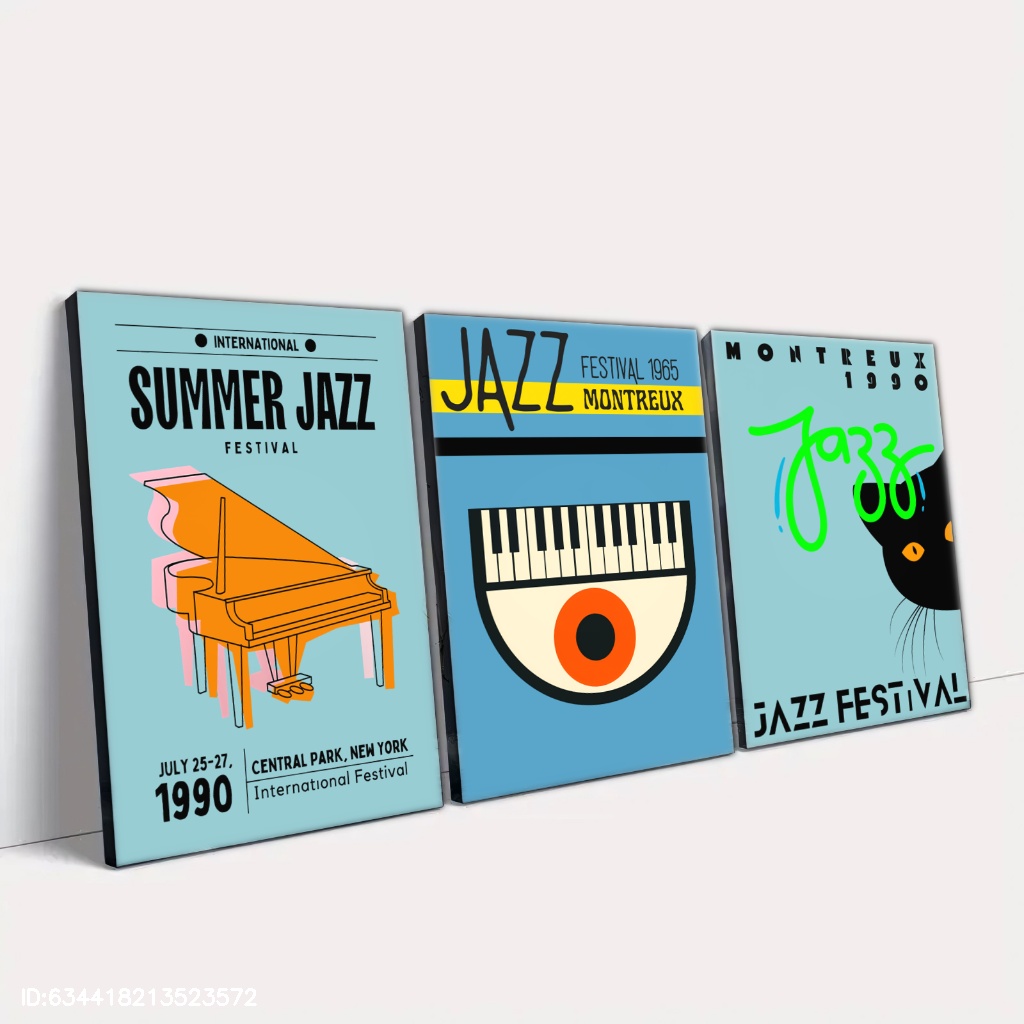 INTERNATIONAL
SUMMER JAZZ
FESTIVAL
JULY 25-27,
1990
CENTRAL PARK, NEW YORK
International Festival
JAZZ
FESTIVAL 1965
MONTREUX
MONTREUX
1990
Jazz
JAZZ FESTIVAL
ID:634418213523572